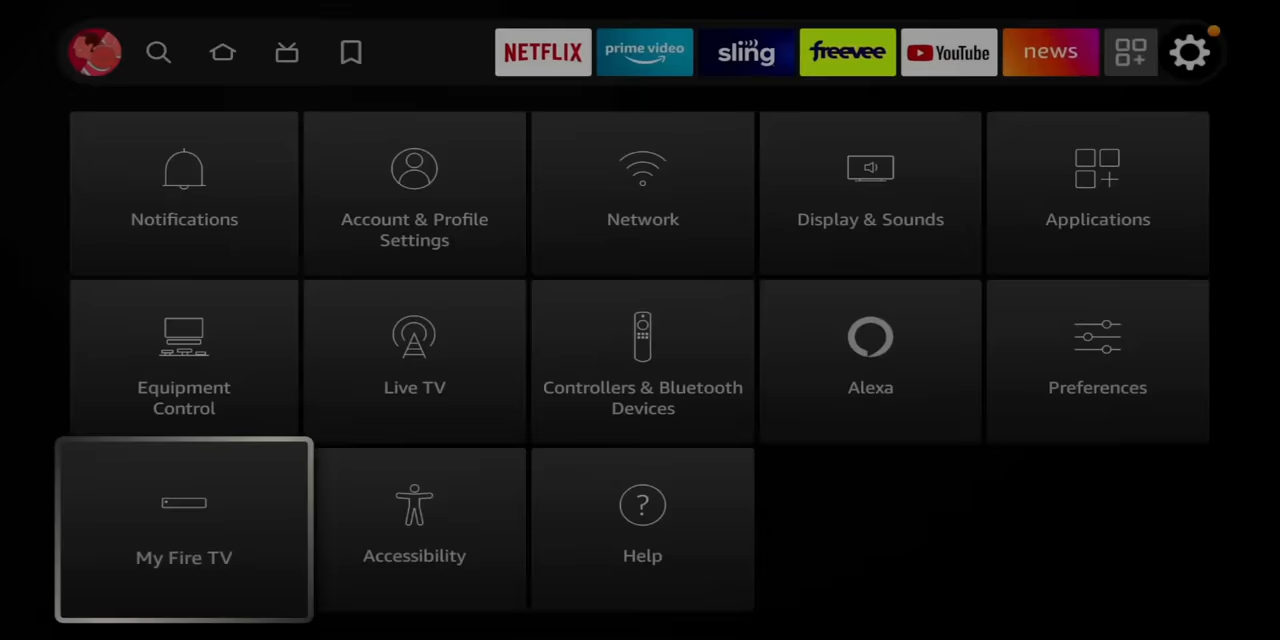 NETFLIX
prime video
sling
freevee
YouTube
news
Notifications
Account & Profile
Settings
Network
Display & Sounds
Applications
Equipment
Control
Live TV
Controllers & Bluetooth
Devices
Alexa
Preferences
My Fire TV
Accessibility
?
Help